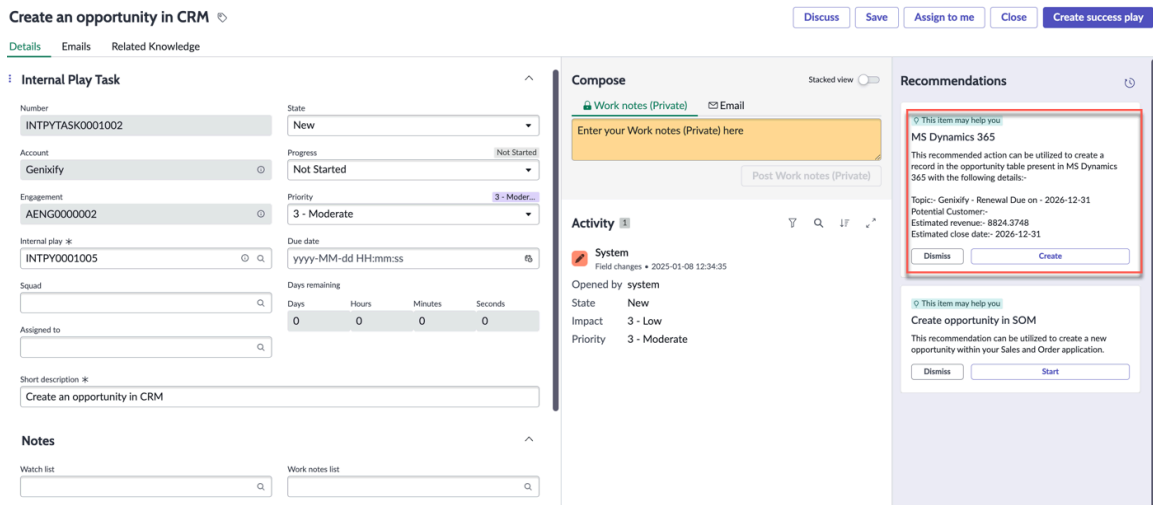 Create an opportunity in CRM
Discuss
Save
Assign to me
Close
Create success play
Details
Emails
Related Knowledge
Internal Play Task
Number
INTPYTASK0001002
State
New
Account
Genixify
Progress
Not Started
Not Started
Engagement
AENG0000002
Priority
3 - Moder...
3 - Moderate
Internal play
INTPY0001005
Due date
yyyy-MM-dd HH:mm:ss
Squad
Days remaining
Days Hours Minutes Seconds
0 0 0 0
Assigned to
Short description
Create an opportunity in CRM
Notes
Watch list
Work notes list
Compose
Stacked view
Work notes (Private)
Email
Enter your Work notes (Private) here
Post Work notes (Private)
Activity 1
System
Field changes • 2025-01-08 12:34:35
Opened by system
State New
Impact 3 - Low
Priority 3 - Moderate
Recommendations
This item may help you
MS Dynamics 365
This recommended action can be utilized to create a
record in the opportunity table present in MS Dynamics
365 with the following details:-
Topic:- Genixify - Renewal Due on - 2026-12-31
Potential Customer:-
Estimated revenue:- 8824.3748
Estimated close date:- 2026-12-31
Dismiss
Create
This item may help you
Create opportunity in SOM
This recommendation can be utilized to create a new
opportunity within your Sales and Order application.
Dismiss
Start